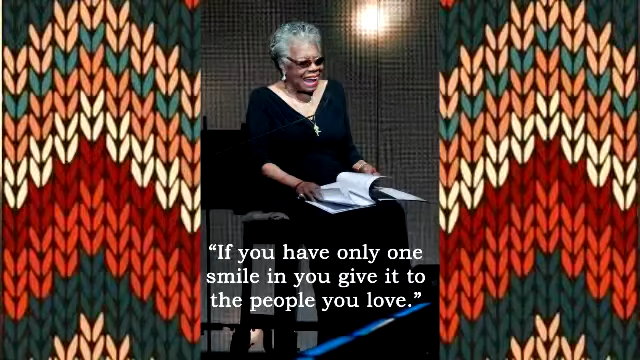 “If you have only one
smile in you give it to
the people you love.”